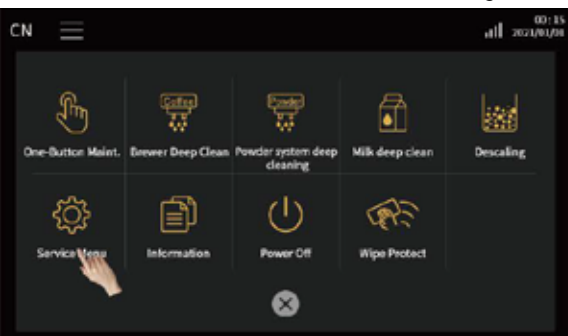 CN
00:15
2021/01/01
Coffee
Powder
One-Button Maint.
Brewer Deep Clean
Powder system deep
cleaning
Milk deep clean
Descaling
Service Menu
Information
Power Off
Wipe Protect